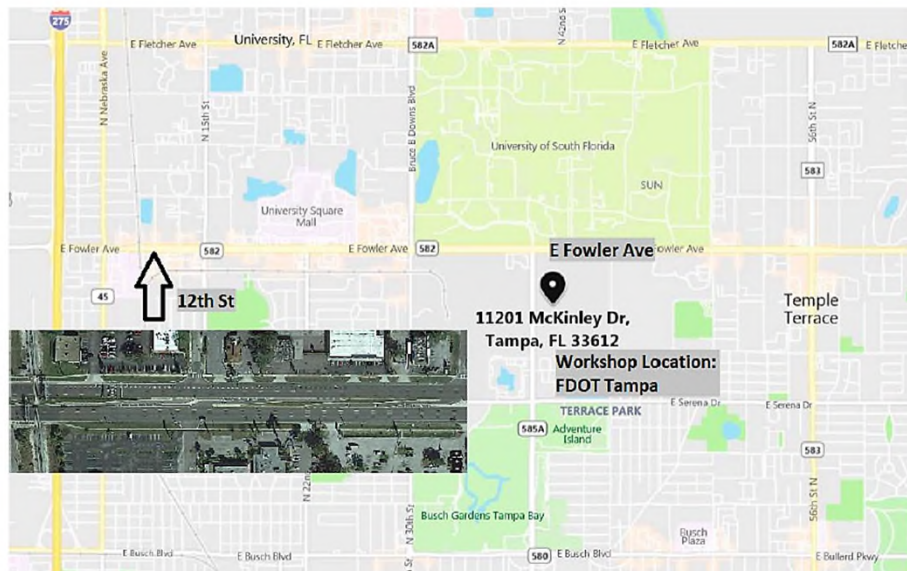 275
N Nebraska Ave
E Fletcher Ave
University, FL
E Fletcher Ave
582A
N 42nd St
E Fletcher Ave
582A
E Fletcher
N 15th St
Bruce B Downs Blvd
University of South Florida
56th St N
583
SUN
University Square
Mall
E Fowler Ave
582
E Fowler Ave
582
E Fowler Ave
Fowler Ave
45
12th St
11201 McKinley Dr,
Tampa, FL 33612
Temple
Terrace
Workshop Location:
FDOT Tampa
TERRACE PARK
E Serena Dr
E Serena Dr
585A
Adventure
Island
583
N 22nd
N 30th St
56th St N
Busch Gardens Tampa Bay
Busch
Plaza
E Busch Blvd
E Busch Blvd
580
E Busch Blvd
E Bullard Pkwy